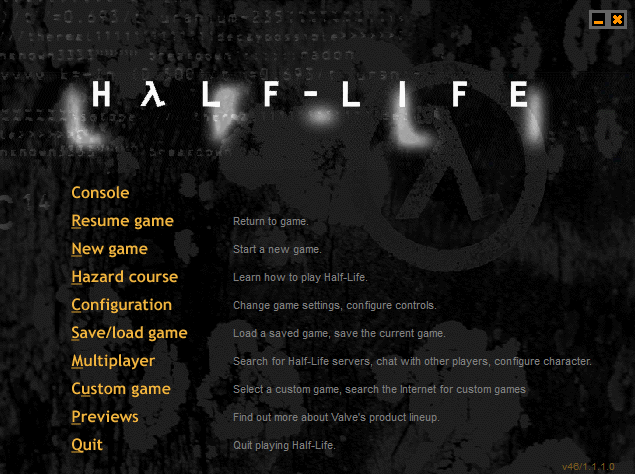 HλLF-LIFE
Console
Resume game Return to game.
New game Start a new game.
Hazard course Learn how to play Half-Life.
Configuration Change game settings, configure controls.
Save/load game Load a saved game, save the current game.
Multiplayer Search for Half-Life servers, chat with other players, configure character.
Custom game Select a custom game, search the Internet for custom games
Previews Find out more about Valve's product lineup.
Quit Quit playing Half-Life.
v46/1.1.1.0